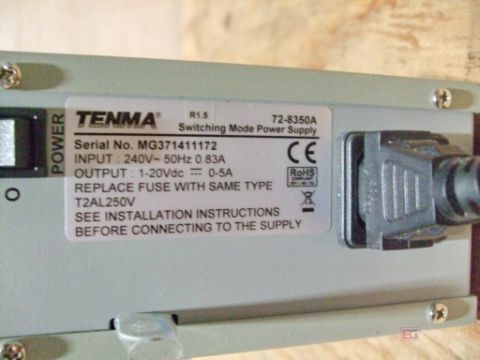 TENMA® R1.5 72-8350A
Switching Mode Power Supply
Serial No. MG371411172
INPUT : 240V~ 50Hz 0.83A
OUTPUT : 1-20Vdc ⎓ 0-5A
REPLACE FUSE WITH SAME TYPE
T2AL250V
SEE INSTALLATION INSTRUCTIONS
BEFORE CONNECTING TO THE SUPPLY
RoHS
COMPLIANT
POWER
O